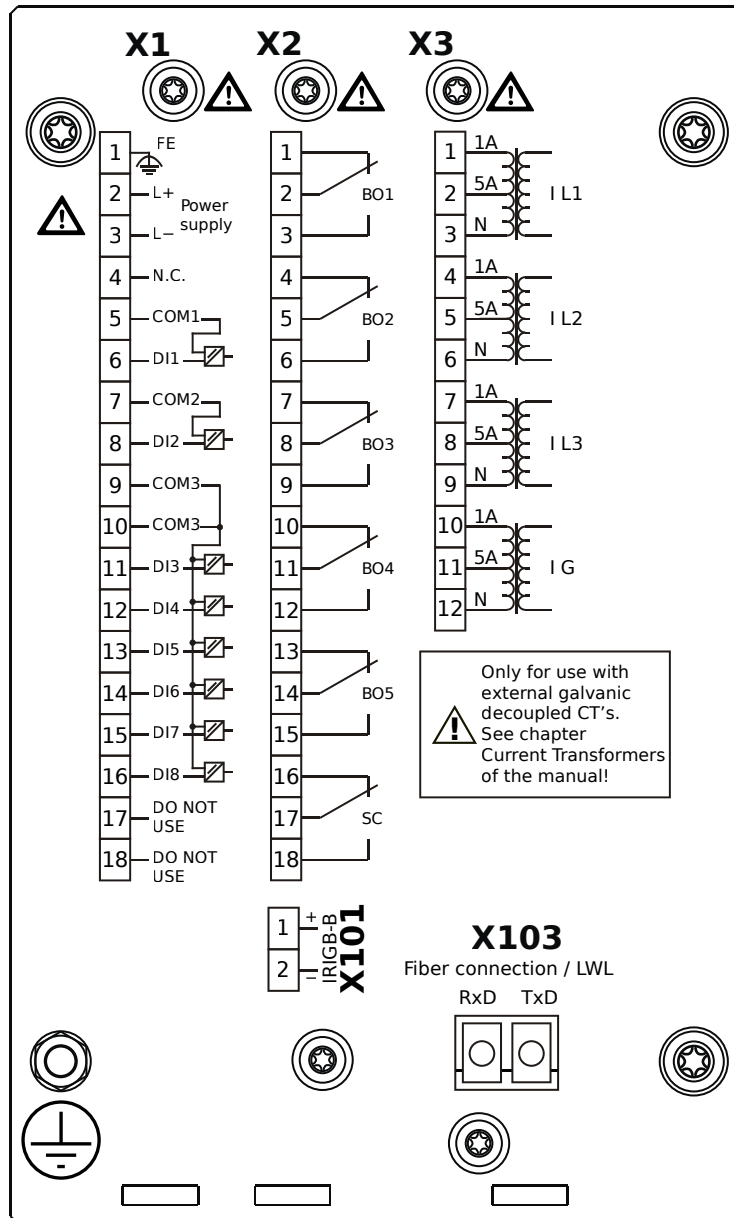 X1 X2 X3
1 FE
2 L+
Power
supply
3 L−
4 N.C.
5 COM1
6 DI1
7 COM2
8 DI2
9 COM3
10 COM3
11 DI3
12 DI4
13 DI5
14 DI6
15 DI7
16 DI8
17 DO NOT
USE
18 DO NOT
USE
1
2 BO1
3
4
5 BO2
6
7
8 BO3
9
10
11 BO4
12
13
14 BO5
15
16
17 SC
18
1 1A
2 5A I L1
3 N
4 1A
5 5A I L2
6 N
7 1A
8 5A I L3
9 N
10 1A
11 5A I G
12 N
Only for use with
external galvanic
decoupled CT's.
See chapter
Current Transformers
of the manual!
1 +
2 −
IRIGB-B
X101
X103
Fiber connection / LWL
RxD TxD